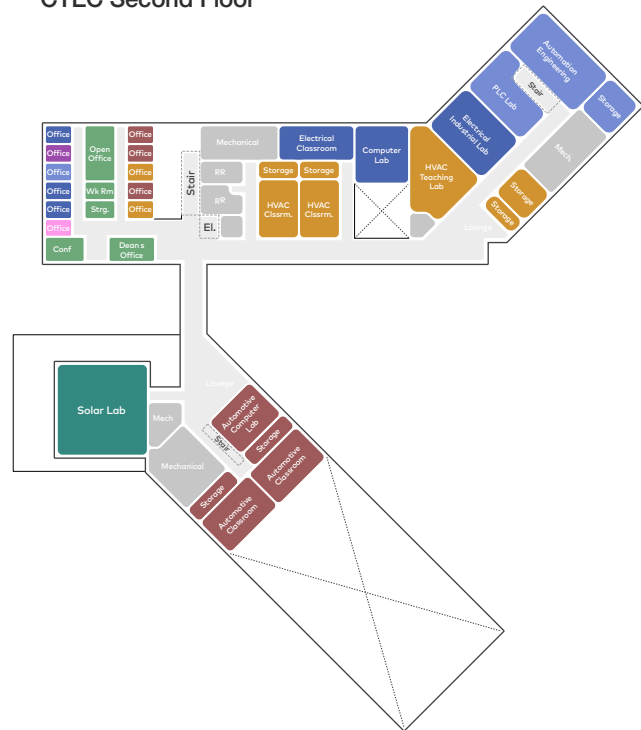 CTEC Second Floor
Automation
Engineering
Stair
PLC Lab
Storage
Electrical
Industrial Lab
Mech.
Office
Office
Office
Office
Office
Office
Open
Office
Wk Rm
Strg.
Office
Office
Office
Office
Office
Conf
Dean's
Office
Stair
Mechanical
RR
RR
El.
Electrical
Classroom
Storage
Storage
HVAC
Clssrm.
HVAC
Clssrm.
Computer
Lab
HVAC
Teaching
Lab
Storage
Storage
Lounge
Solar Lab
Lounge
Mech
Mechanical
Automotive
Computer
Lab
Stair
Storage
Automotive
Classroom
Storage
Automotive
Classroom